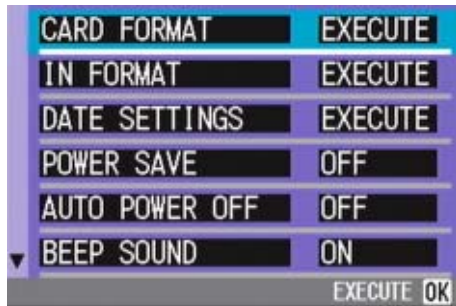 CARD FORMAT EXECUTE
IN FORMAT EXECUTE
DATE SETTINGS EXECUTE
POWER SAVE OFF
AUTO POWER OFF OFF
BEEP SOUND ON
EXECUTE OK